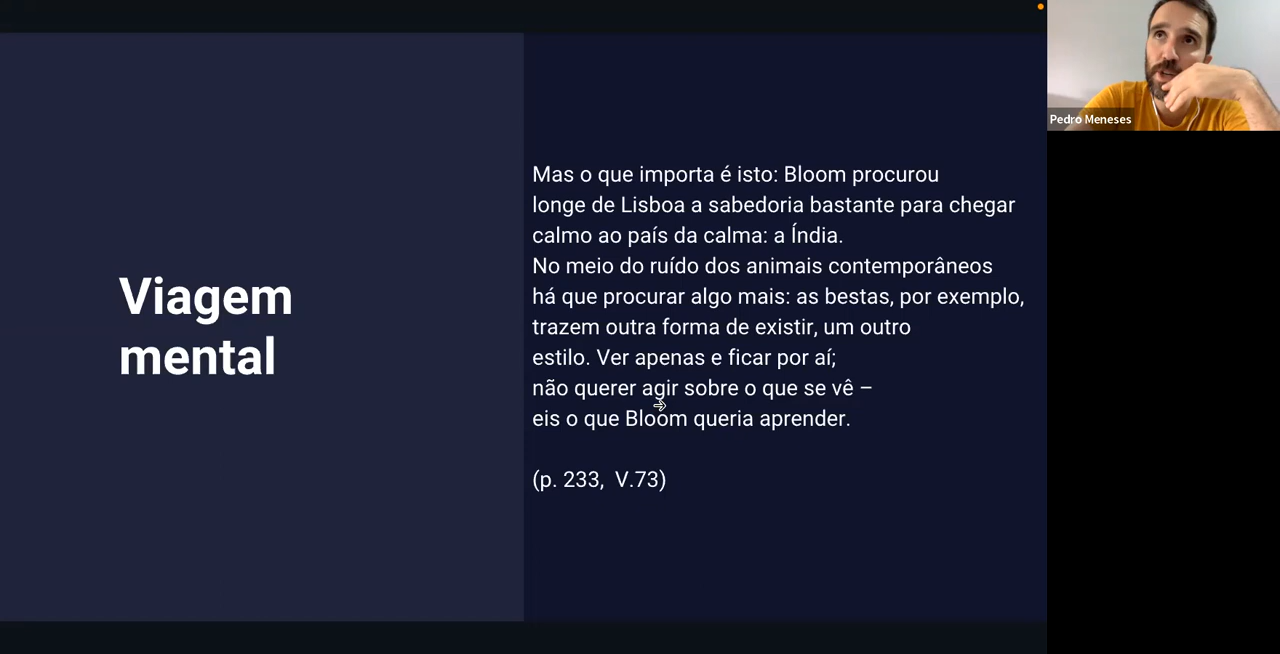 Viagem
mental
Mas o que importa é isto: Bloom procurou
longe de Lisboa a sabedoria bastante para chegar
calmo ao país da calma: a Índia.
No meio do ruído dos animais contemporâneos
há que procurar algo mais: as bestas, por exemplo,
trazem outra forma de existir, um outro
estilo. Ver apenas e ficar por aí;
não querer agir sobre o que se vê –
eis o que Bloom queria aprender.
(p. 233,  V.73)
Pedro Meneses